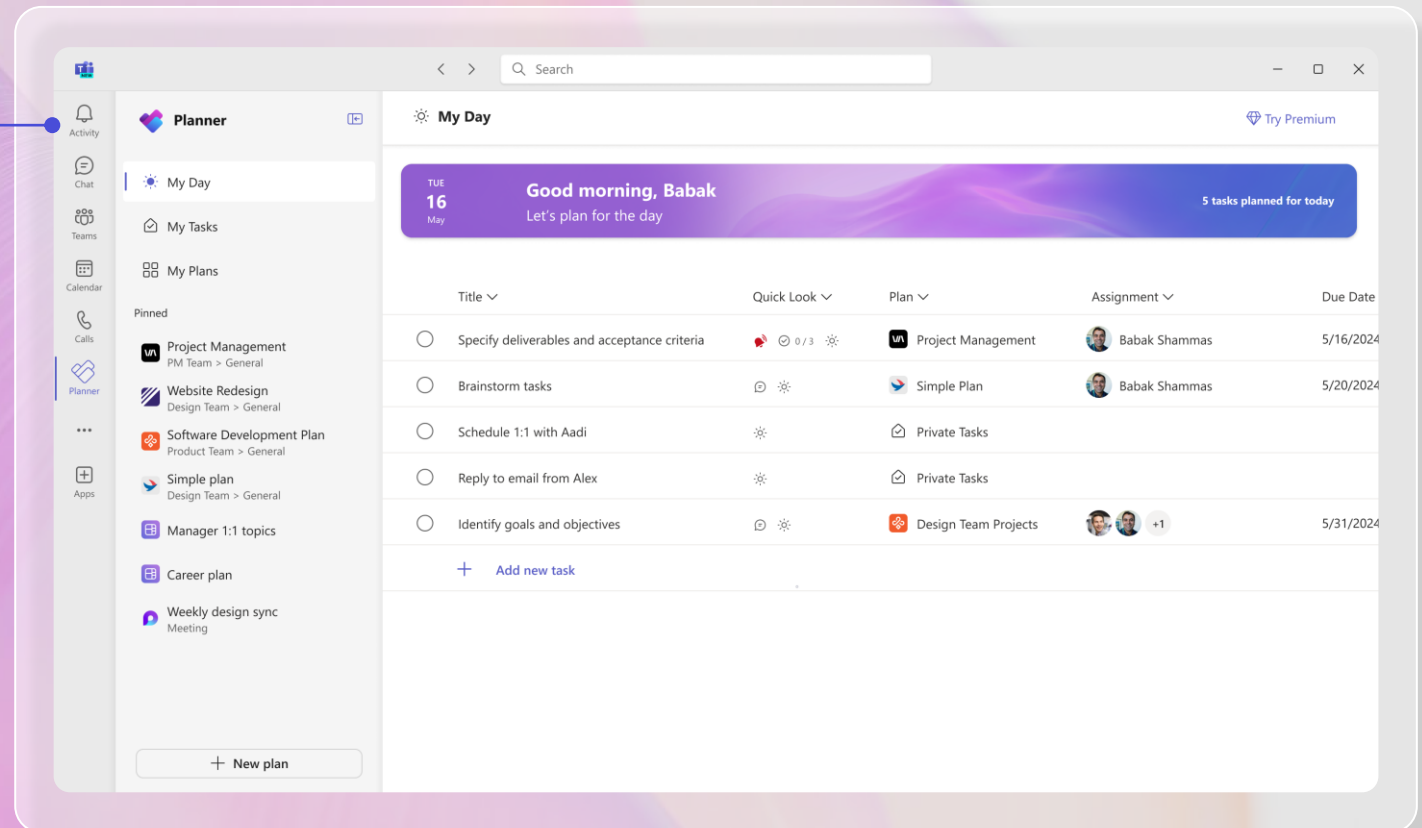 Search
Activity
Chat
Teams
Calendar
Calls
Planner
Apps
Planner
My Day
My Tasks
My Plans
Pinned
Project Management
PM Team > General
Website Redesign
Design Team > General
Software Development Plan
Product Team > General
Simple plan
Design Team > General
Manager 1:1 topics
Career plan
Weekly design sync
Meeting
New plan
My Day
Try Premium
TUE
16
May
Good morning, Babak
Let's plan for the day
5 tasks planned for today
Title Quick Look Plan Assignment Due Date
Specify deliverables and acceptance criteria 0 / 3 Project Management Babak Shammas 5/16/2024
Brainstorm tasks Simple Plan Babak Shammas 5/20/2024
Schedule 1:1 with Aadi Private Tasks
Reply to email from Alex Private Tasks
Identify goals and objectives Design Team Projects +1 5/31/2024
Add new task